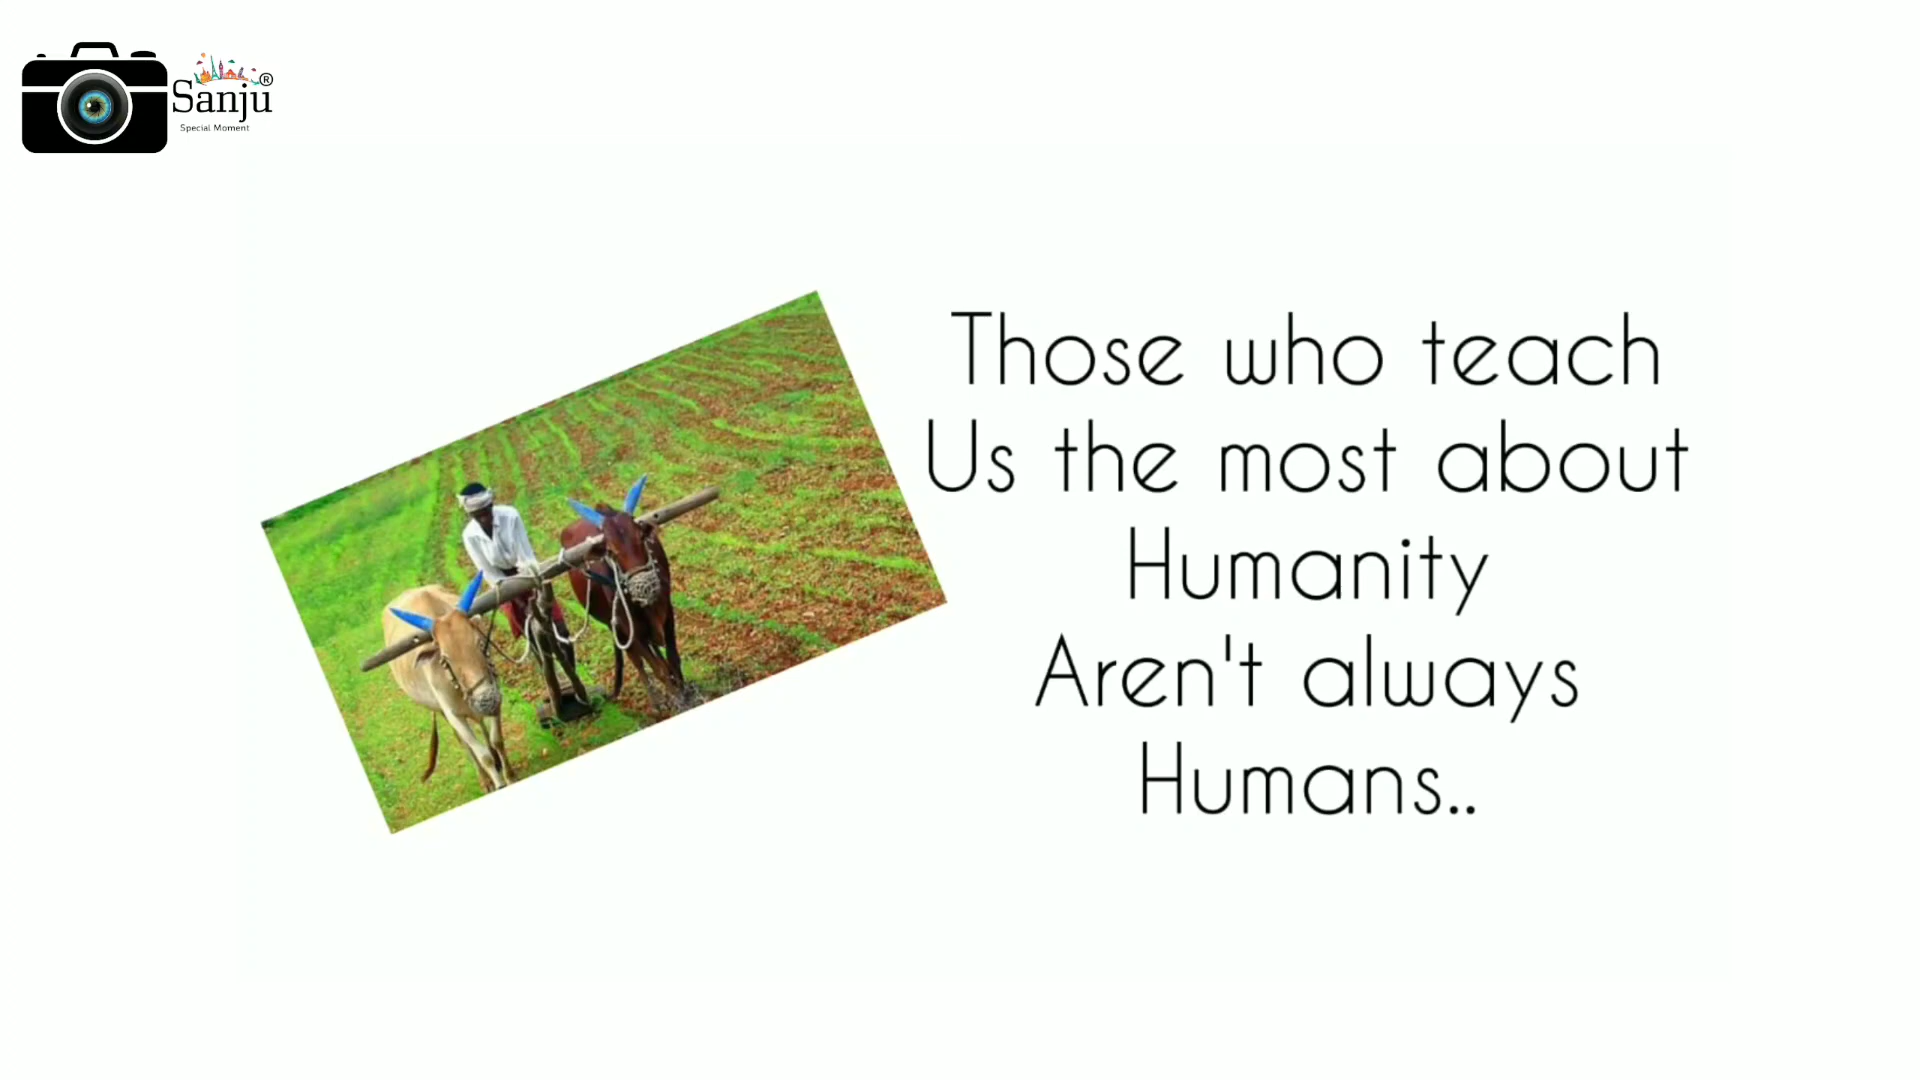 Sanju®
Special Moment
Those who teach
Us the most about
Humanity
Aren't always
Humans..